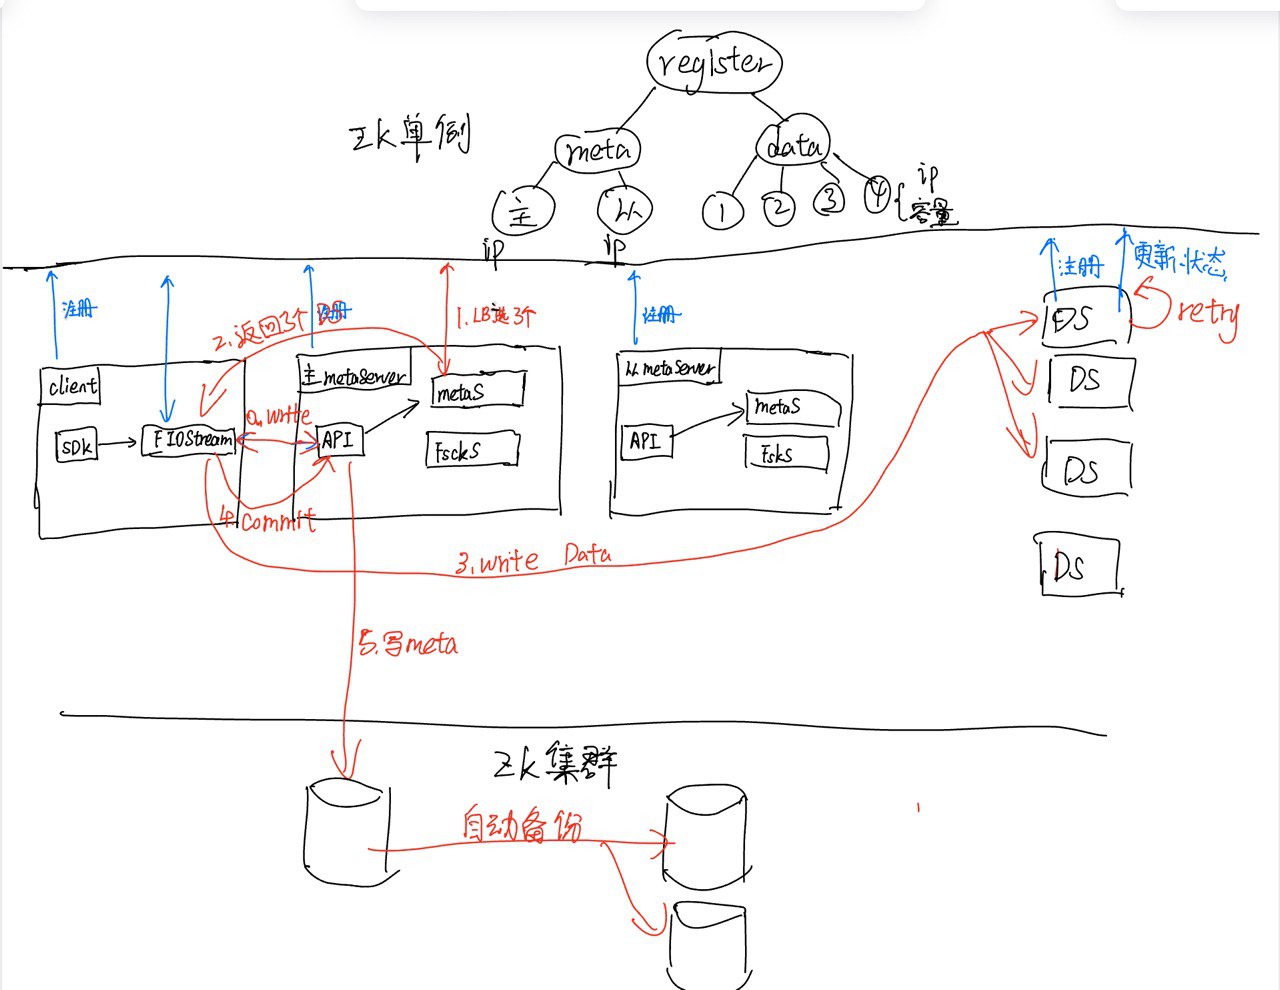 register
ZK单例
meta
data
主
从
1
2
3
4
ip
容量
ip
ip
注册
注册
1. LB选3个
注册
注册
更新状态
2.返回3个
DS
retry
client
主metaServer
metaS
从metaServer
DS
metaS
0.write
SDK
FIOStream
API
FsckS
API
FskS
DS
4.commit
3.write Data
DS
5.写meta
ZK集群
自动备份